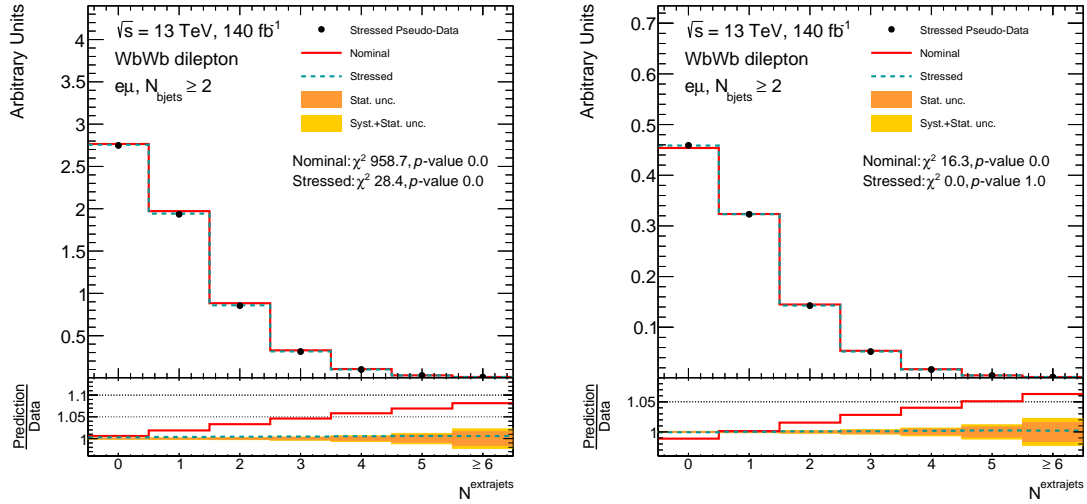 Arbitrary Units
√s = 13 TeV, 140 fb⁻¹
WbWb dilepton
eμ, N_bjets ≥ 2
Stressed Pseudo-Data
Nominal
Stressed
Stat. unc.
Syst.+Stat. unc.
Nominal: χ² 958.7, p-value 0.0
Stressed: χ² 28.4, p-value 0.0
4
3.5
3
2.5
2
1.5
1
0.5
Prediction
Data
1.1
1.05
1
0 1 2 3 4 5 ≥ 6
N^extrajets
Arbitrary Units
√s = 13 TeV, 140 fb⁻¹
WbWb dilepton
eμ, N_bjets ≥ 2
Stressed Pseudo-Data
Nominal
Stressed
Stat. unc.
Syst.+Stat. unc.
Nominal: χ² 16.3, p-value 0.0
Stressed: χ² 0.0, p-value 1.0
0.7
0.6
0.5
0.4
0.3
0.2
0.1
Prediction
Data
1.05
1
0 1 2 3 4 5 ≥ 6
N^extrajets